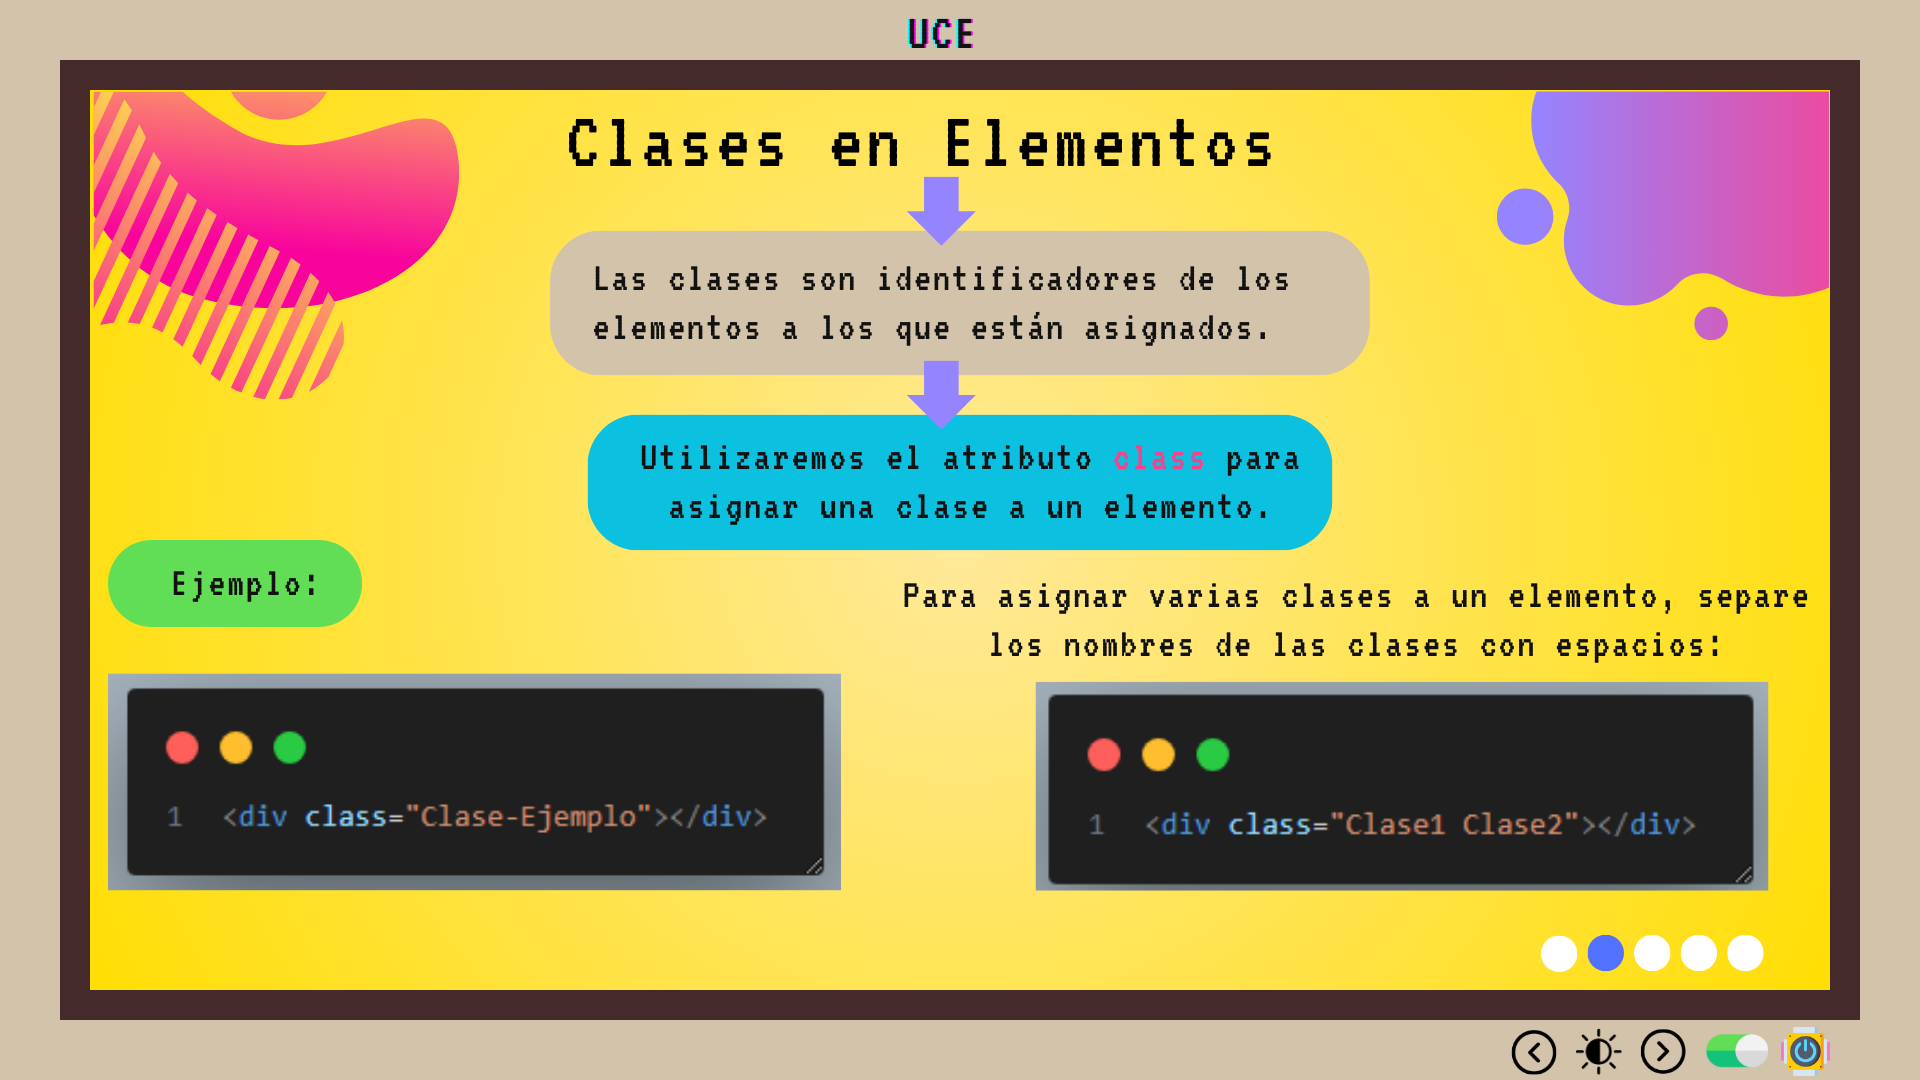 UCE
Clases en Elementos
Las clases son identificadores de los
elementos a los que están asignados.
Utilizaremos el atributo class para
asignar una clase a un elemento.
Ejemplo:
1 <div class="Clase-Ejemplo"></div>
Para asignar varias clases a un elemento, separe
los nombres de las clases con espacios:
1 <div class="Clase1 Clase2"></div>